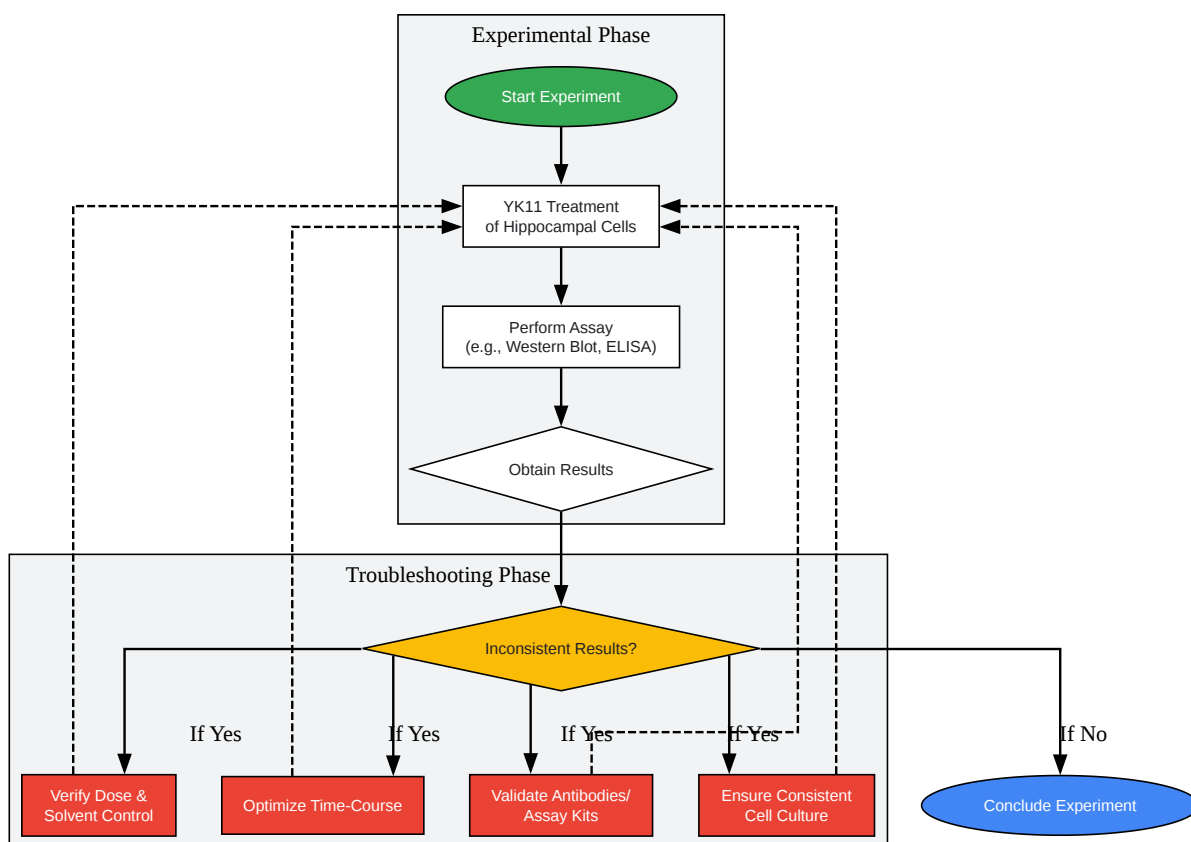 Experimental Phase
Start Experiment
YK11 Treatment
of Hippocampal Cells
Perform Assay
(e.g., Western Blot, ELISA)
Obtain Results
Troubleshooting Phase
Inconsistent Results?
If Yes
If Yes
If Yes
If Yes
If No
Verify Dose &
Solvent Control
Optimize Time-Course
Validate Antibodies/
Assay Kits
Ensure Consistent
Cell Culture
Conclude Experiment